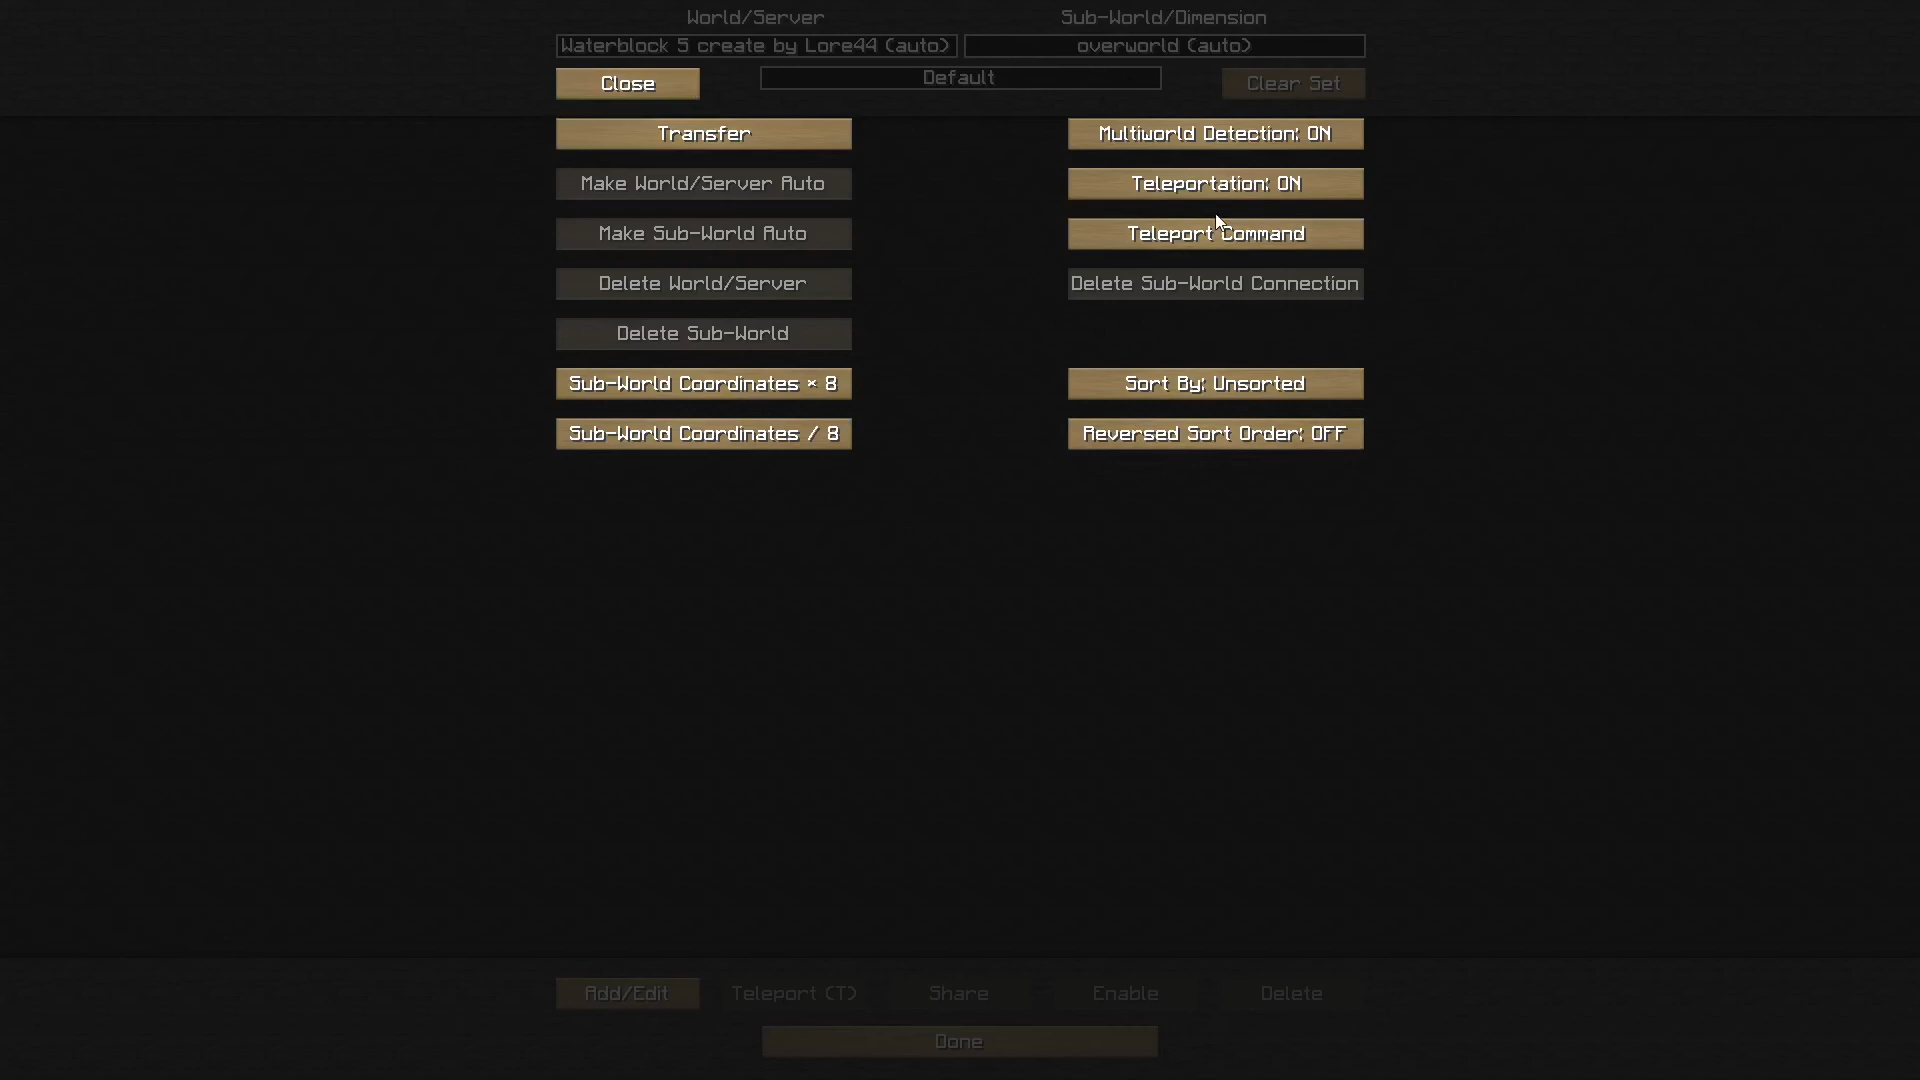 World/Server Sub-World/Dimension
Waterblock 5 create by Lore44 (auto) overworld (auto)
Close Default Clear Set
Transfer Multiworld Detection: ON
Make World/Server Auto Teleportation: ON
Make Sub-World Auto Teleport Command
Delete World/Server Delete Sub-World Connection
Delete Sub-World
Sub-World Coordinates × 8 Sort By: Unsorted
Sub-World Coordinates / 8 Reversed Sort Order: OFF
Add/Edit Teleport (T) Share Enable Delete
Done